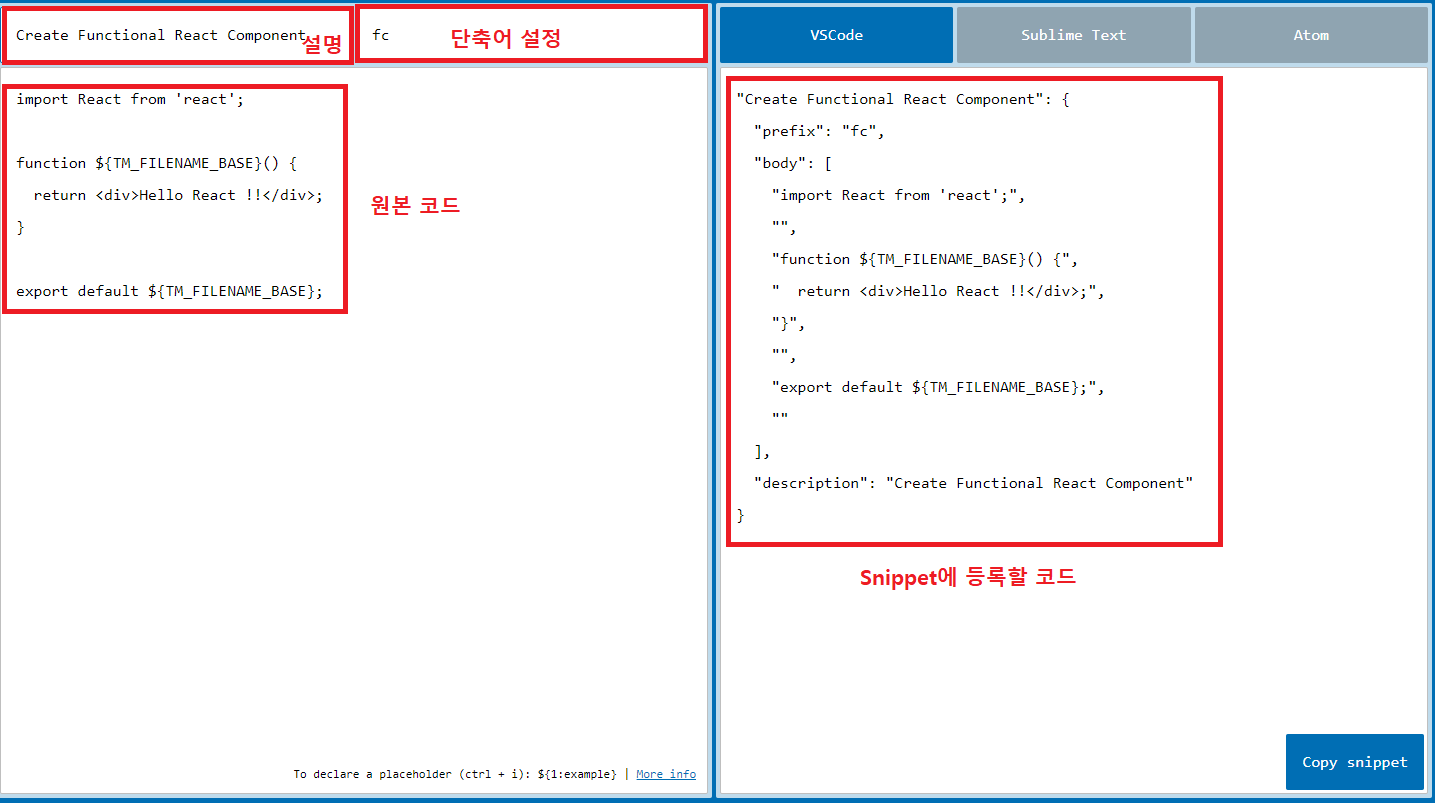 Create Functional React Component
설명
fc
단축어 설정
import React from 'react';
function ${TM_FILENAME_BASE}() {
  return <div>Hello React !!</div>;
}
export default ${TM_FILENAME_BASE};
원본 코드
To declare a placeholder (ctrl + i): ${1:example} | More info
VSCode
Sublime Text
Atom
"Create Functional React Component": {
  "prefix": "fc",
  "body": [
    "import React from 'react';",
    "",
    "function ${TM_FILENAME_BASE}() {",
    "  return <div>Hello React !!</div>;",
    "}",
    "",
    "export default ${TM_FILENAME_BASE};",
    ""
  ],
  "description": "Create Functional React Component"
}
Snippet에 등록할 코드
Copy snippet